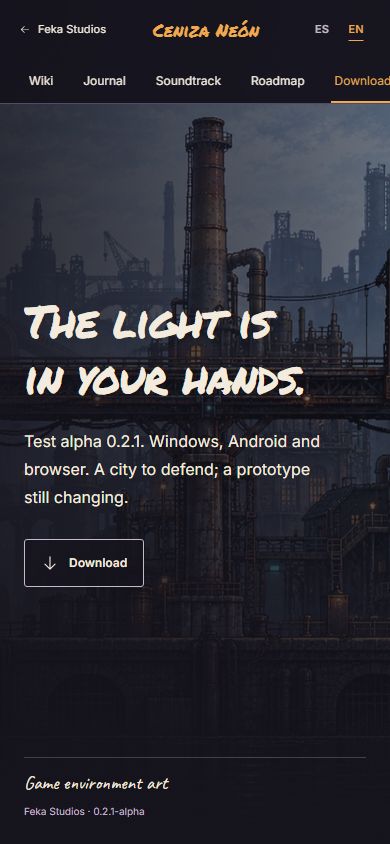 ← Feka Studios
Ceniza Neón
ES
EN
Wiki
Journal
Soundtrack
Roadmap
Download
The light is
in your hands.
Test alpha 0.2.1. Windows, Android and
browser. A city to defend; a prototype
still changing.
↓ Download
Game environment art
Feka Studios · 0.2.1-alpha